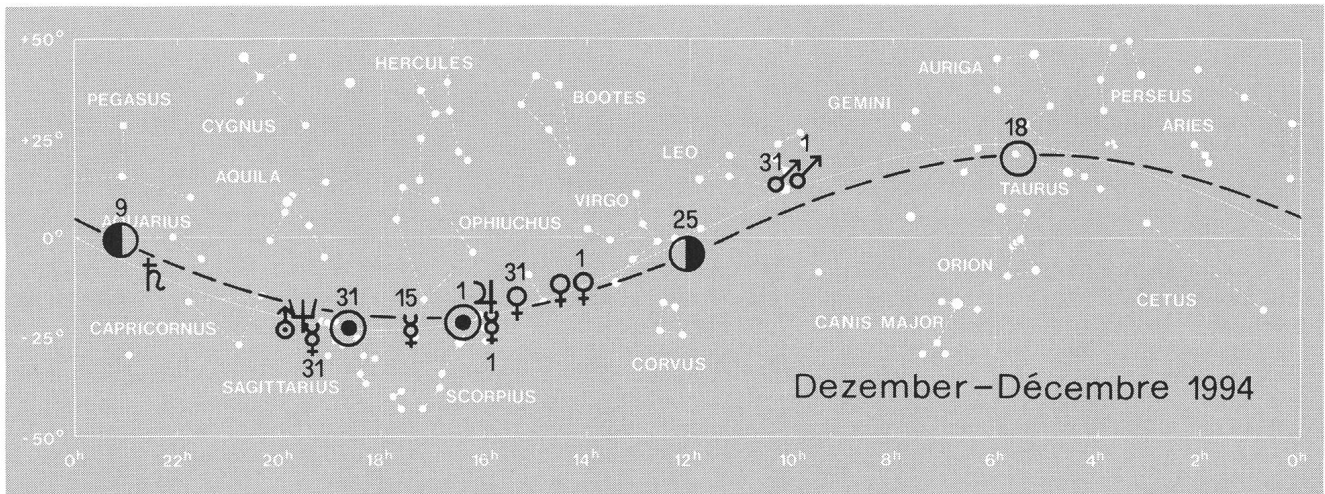 +50°
HERCULES
AURIGA
PEGASUS
BOOTES
GEMINI
PERSEUS
CYGNUS
18
ARIES
+25°
LEO
31 1
AQUILA
TAURUS
VIRGO
9
AQUARIUS
OPHIUCHUS
25
0°
ORION
31 1
♄
31 15 1 ♃
CETUS
CAPRICORNUS
CANIS MAJOR
-25°
31 1
CORVUS
SAGITTARIUS
SCORPIUS
Dezember–Décembre 1994
-50°
0h 22h 20h 18h 16h 14h 12h 10h 8h 6h 4h 2h 0h